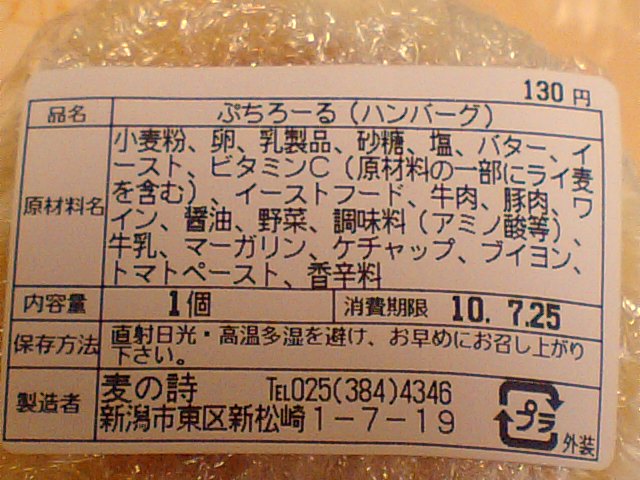 130円
品名 ぷちろーる(ハンバーグ)
原材料名
小麦粉、卵、乳製品、砂糖、塩、バター、イ
ースト、ビタミンC(原材料の一部にライ麦
を含む)、イーストフード、牛肉、豚肉、ワ
イン、醤油、野菜、調味料(アミノ酸等)、
牛乳、マーガリン、ケチャップ、ブイヨン、
トマトペースト、香辛料
内容量 1個 消費期限 10. 7.25
保存方法 直射日光・高温多湿を避け、お早めにお召し上がり
下さい。
製造者
麦の詩 TEL025(384)4346
新潟市東区新松崎1-7-19
プラ
外装